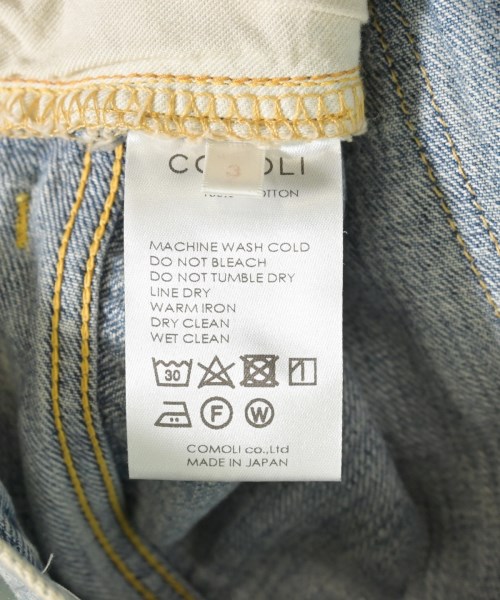 3
COTTON
MACHINE WASH COLD
DO NOT BLEACH
DO NOT TUMBLE DRY
LINE DRY
WARM IRON
DRY CLEAN
WET CLEAN
30
F W
COMOLI co.,Ltd
MADE IN JAPAN